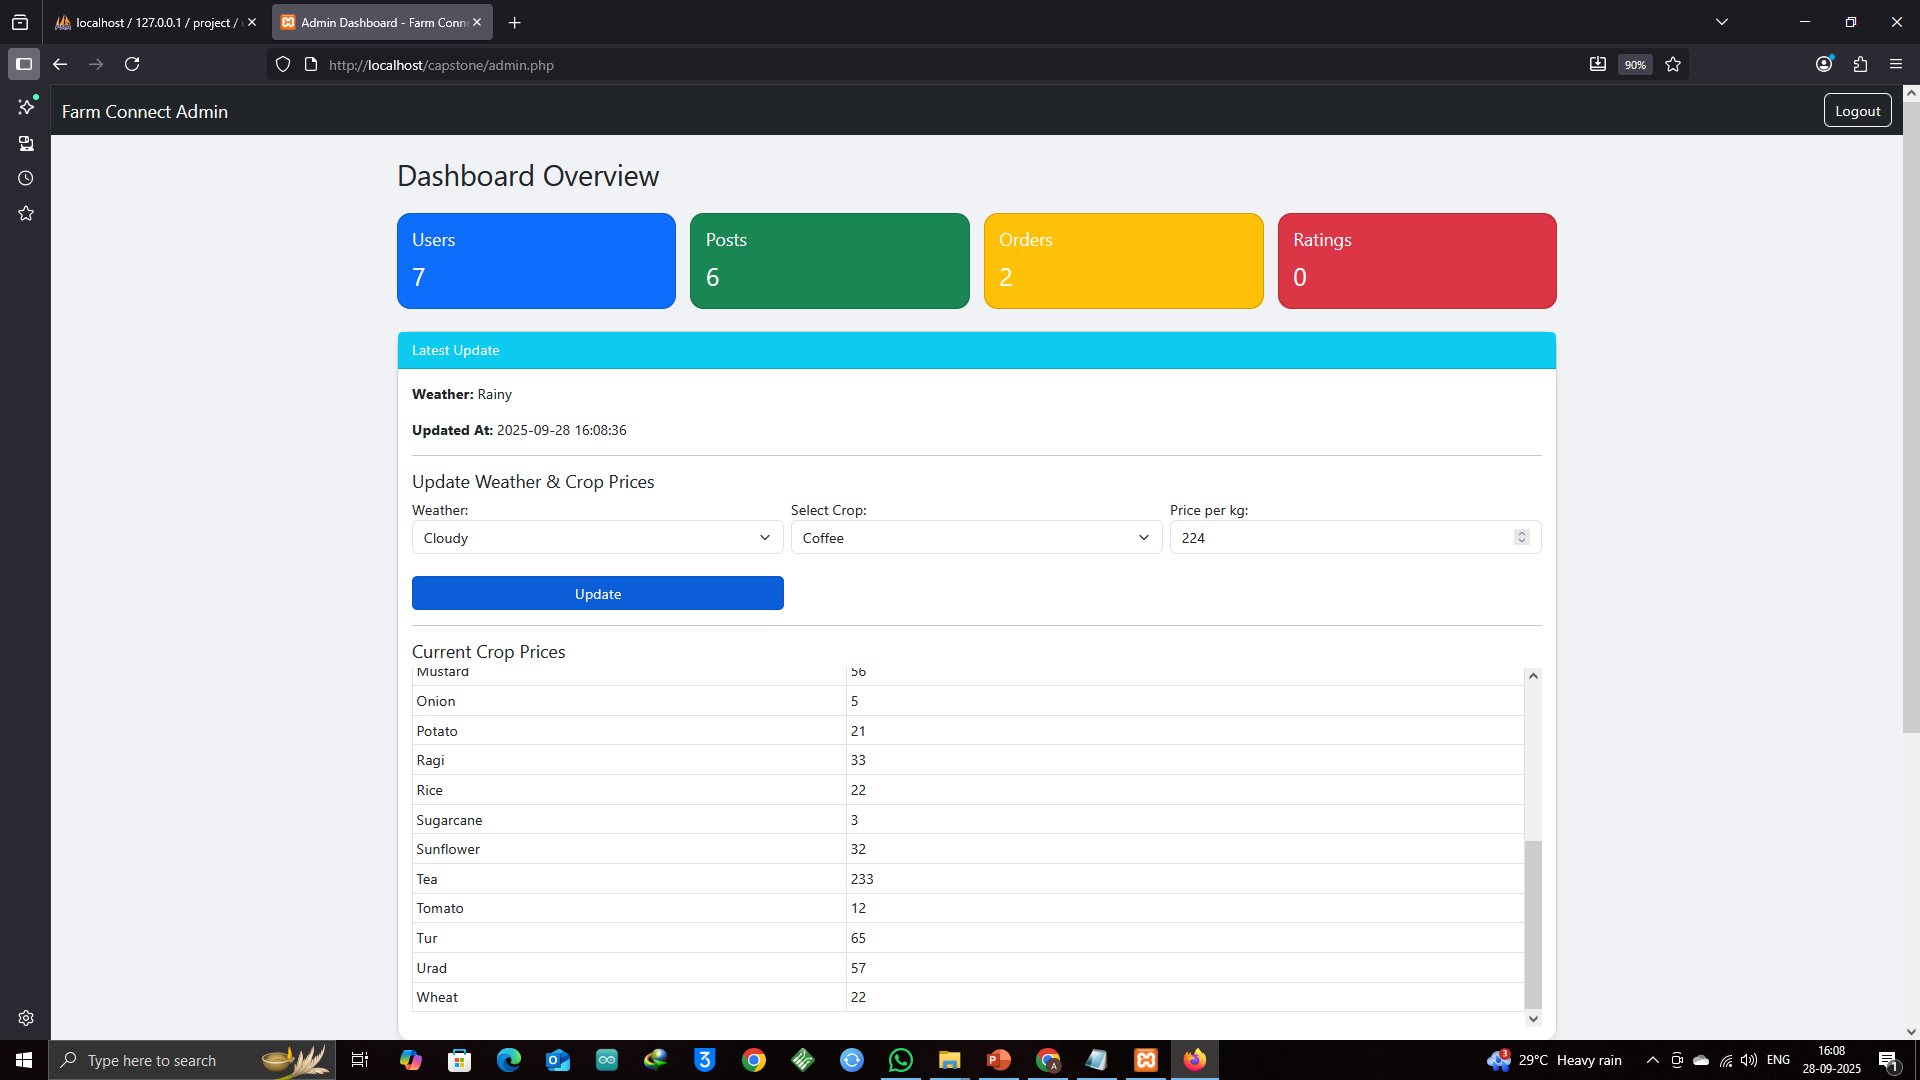 localhost / 127.0.0.1 / project /
Admin Dashboard - Farm Conn
http://localhost/capstone/admin.php
90%
Farm Connect Admin
Logout
Dashboard Overview
Users
7
Posts
6
Orders
2
Ratings
0
Latest Update
Weather: Rainy
Updated At: 2025-09-28 16:08:36
Update Weather & Crop Prices
Weather:
Select Crop:
Price per kg:
Cloudy
Coffee
224
Update
Current Crop Prices
Mustard 56
Onion 5
Potato 21
Ragi 33
Rice 22
Sugarcane 3
Sunflower 32
Tea 233
Tomato 12
Tur 65
Urad 57
Wheat 22
Type here to search
3
29°C Heavy rain
ENG
16:08
28-09-2025
1